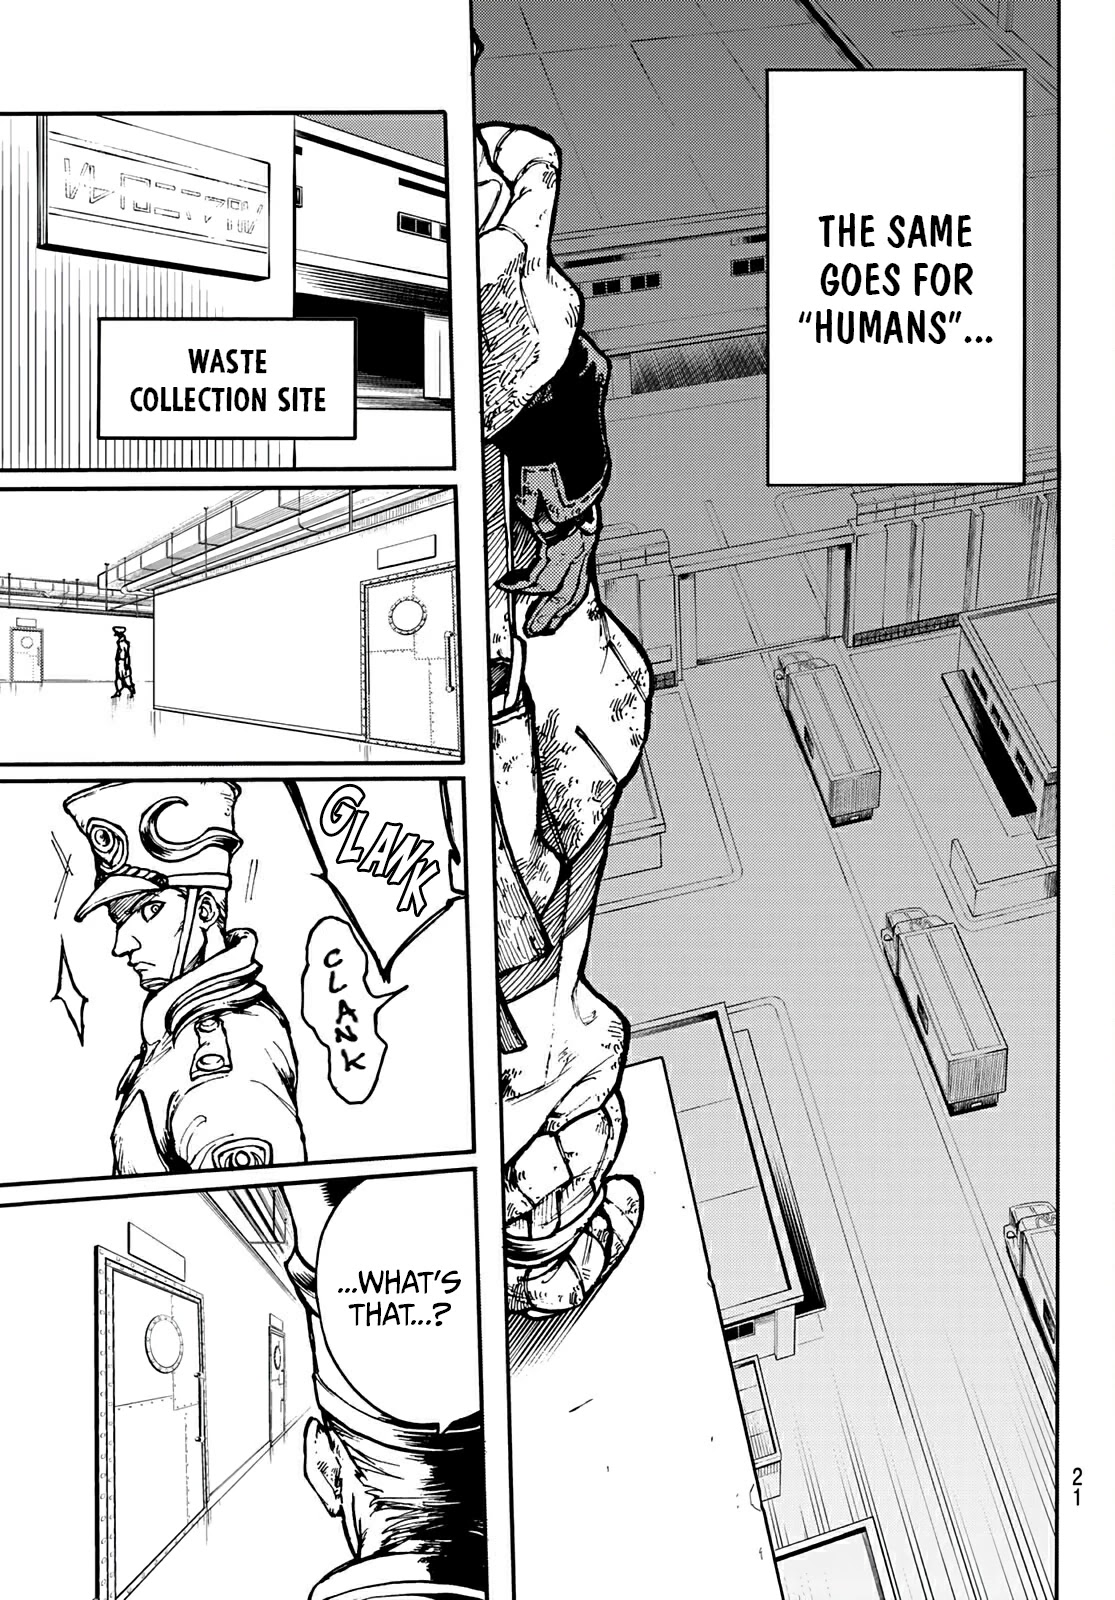 THE SAME
GOES FOR
“HUMANS”...
WASTE
COLLECTION SITE
GLANK
CLANK
...WHAT'S
THAT...?
21